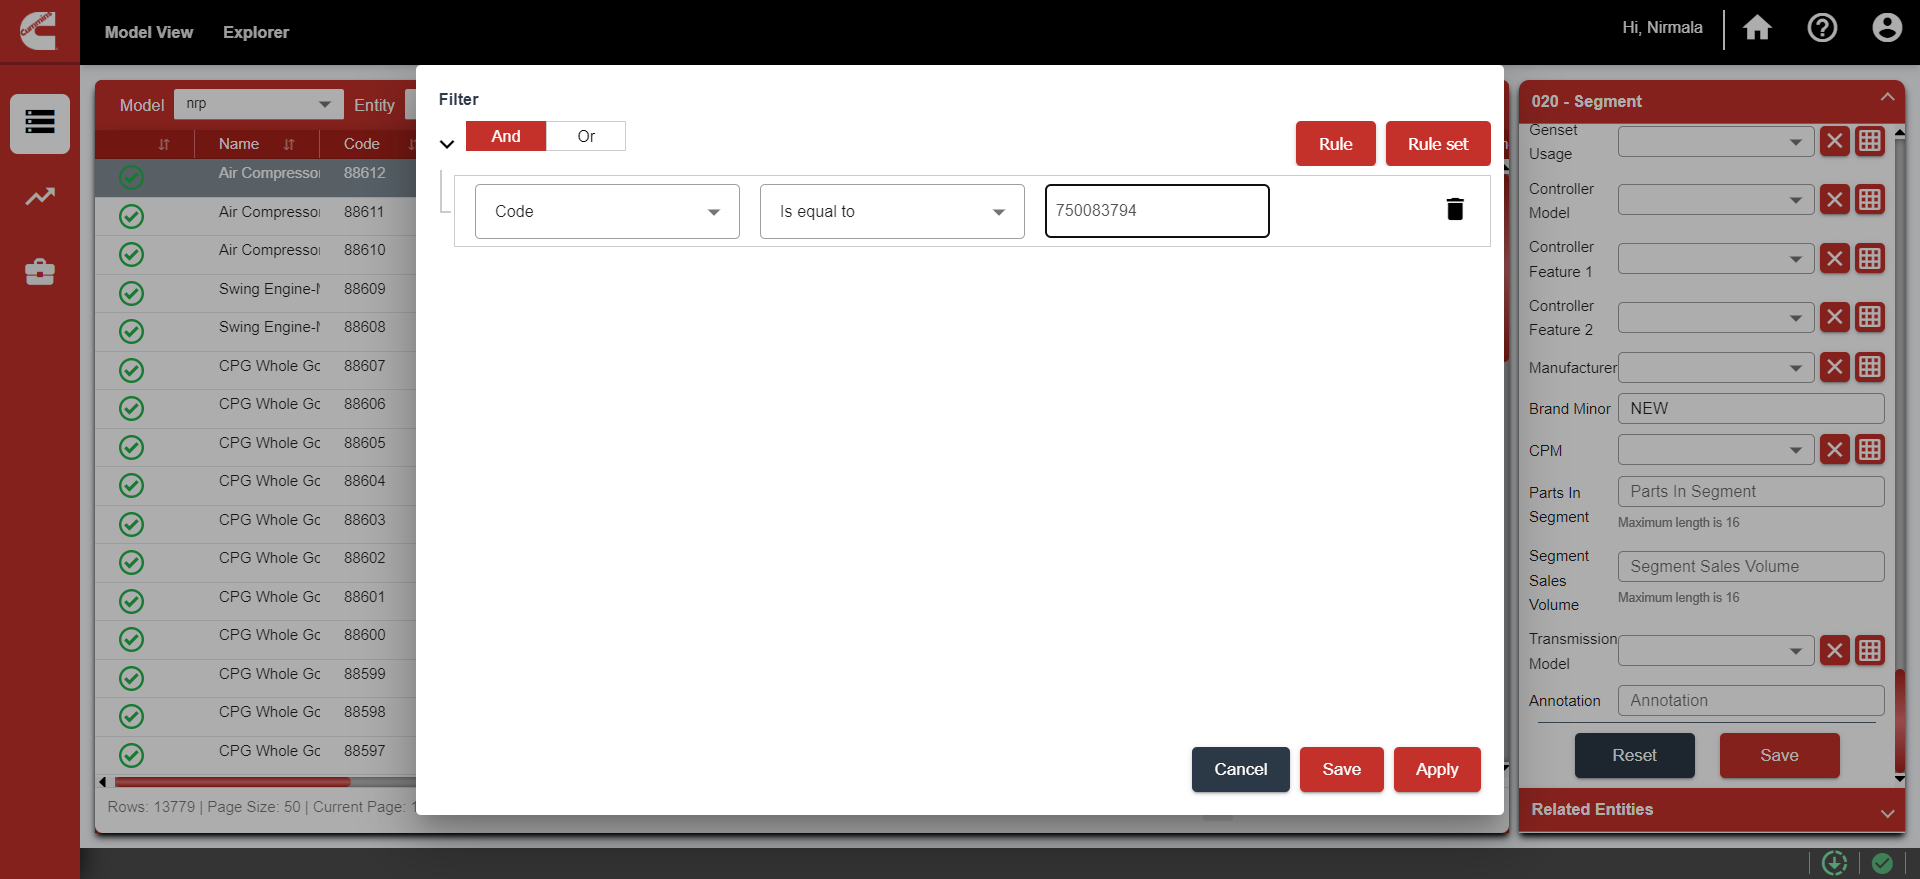 Cummins
Model View Explorer
Hi, Nirmala
Model nrp Entity
Name Code
Air Compressor 88612
Air Compressor 88611
Air Compressor 88610
Swing Engine- 88609
Swing Engine- 88608
CPG Whole Gc 88607
CPG Whole Gc 88606
CPG Whole Gc 88605
CPG Whole Gc 88604
CPG Whole Gc 88603
CPG Whole Gc 88602
CPG Whole Gc 88601
CPG Whole Gc 88600
CPG Whole Gc 88599
CPG Whole Gc 88598
CPG Whole Gc 88597
Rows: 13779 | Page Size: 50 | Current Page: 1
Filter
And Or
Rule Rule set
Code Is equal to 750083794
Cancel Save Apply
020 - Segment
Genset
Usage
Controller
Model
Controller
Feature 1
Controller
Feature 2
Manufacturer
Brand Minor NEW
CPM
Parts In
Segment
Parts In Segment
Maximum length is 16
Segment
Sales
Volume
Segment Sales Volume
Maximum length is 16
Transmission
Model
Annotation Annotation
Reset Save
Related Entities